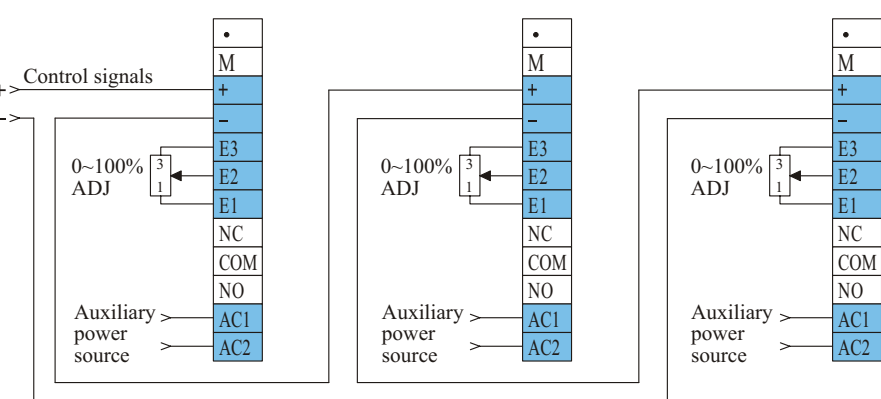 •
M
+
Control signals
+
-
-
E3
0~100%
ADJ
3
1
E2
E1
NC
COM
NO
Auxiliary
power
source
AC1
AC2
•
M
+
-
E3
0~100%
ADJ
3
1
E2
E1
NC
COM
NO
Auxiliary
power
source
AC1
AC2
•
M
+
-
E3
0~100%
ADJ
3
1
E2
E1
NC
COM
NO
Auxiliary
power
source
AC1
AC2